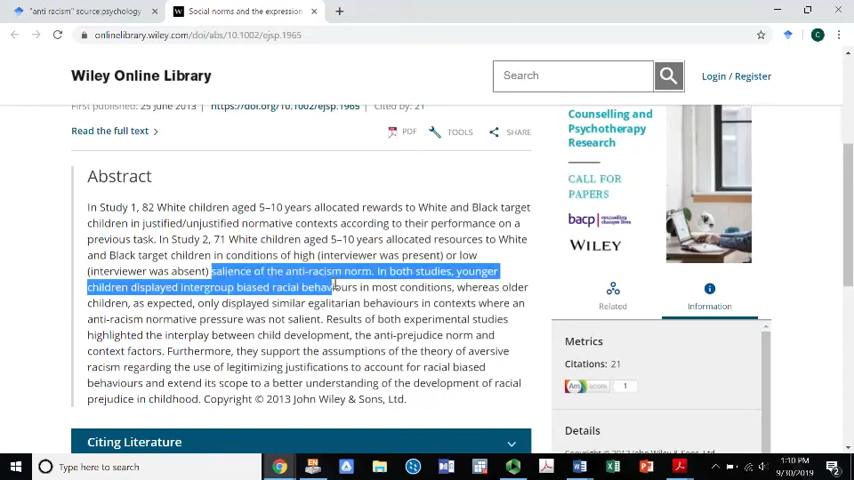 "anti racism" source:psychology
Social norms and the expression
onlinelibrary.wiley.com/doi/abs/10.1002/ejsp.1965
C
Wiley Online Library
Search
Login / Register
First published: 25 June 2013
https://doi.org/10.1002/ejsp.1965
Cited by: 21
Read the full text
PDF
TOOLS
SHARE
Abstract
In Study 1, 82 White children aged 5–10 years allocated rewards to White and Black target
children in justified/unjustified normative contexts according to their performance on a
previous task. In Study 2, 71 White children aged 5–10 years allocated resources to White
and Black target children in conditions of high (interviewer was present) or low
(interviewer was absent) salience of the anti-racism norm. In both studies, younger
children displayed intergroup biased racial behaviours in most conditions, whereas older
children, as expected, only displayed similar egalitarian behaviours in contexts where an
anti-racism normative pressure was not salient. Results of both experimental studies
highlighted the interplay between child development, the anti-prejudice norm and
context factors. Furthermore, they support the assumptions of the theory of aversive
racism regarding the use of legitimizing justifications to account for racial biased
behaviours and extend its scope to a better understanding of the development of racial
prejudice in childhood. Copyright © 2013 John Wiley & Sons, Ltd.
Citing Literature
Counselling and
Psychotherapy
Research
CALL FOR
PAPERS
bacp
WILEY
Related
Information
Metrics
Citations: 21
Am score 1
Details
Copyright © 2013 John Wiley & Sons, Ltd.
Type here to search
EN
1:10 PM
9/30/2019
2